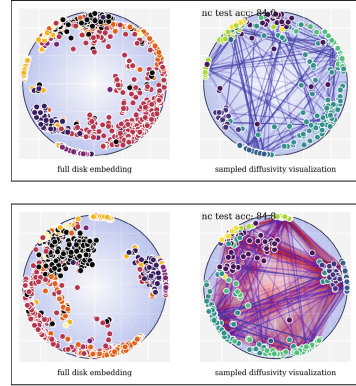 nc test acc: 84.0
full disk embedding
sampled diffusivity visualization
nc test acc: 84.8
full disk embedding
sampled diffusivity visualization